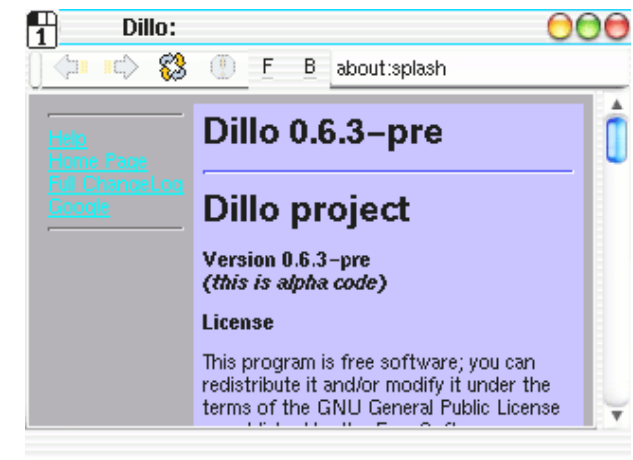 1
Dillo:
F B about:splash
Help
Home Page
Full ChangeLog
Google
Dillo 0.6.3-pre
Dillo project
Version 0.6.3-pre
(this is alpha code)
License
This program is free software; you can
redistribute it and/or modify it under the
terms of the GNU General Public License